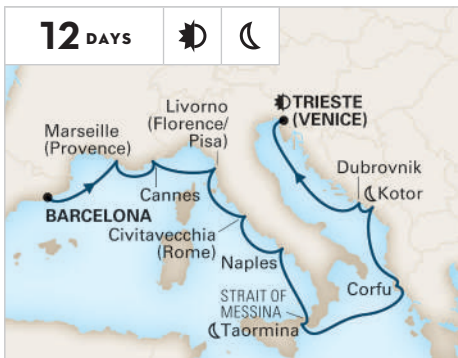 12 DAYS
Livorno
(Florence/
Pisa)
TRIESTE
(VENICE)
Marseille
(Provence)
Dubrovnik
Kotor
Cannes
BARCELONA
Civitavecchia
(Rome)
Naples
Corfu
STRAIT OF
MESSINA
Taormina